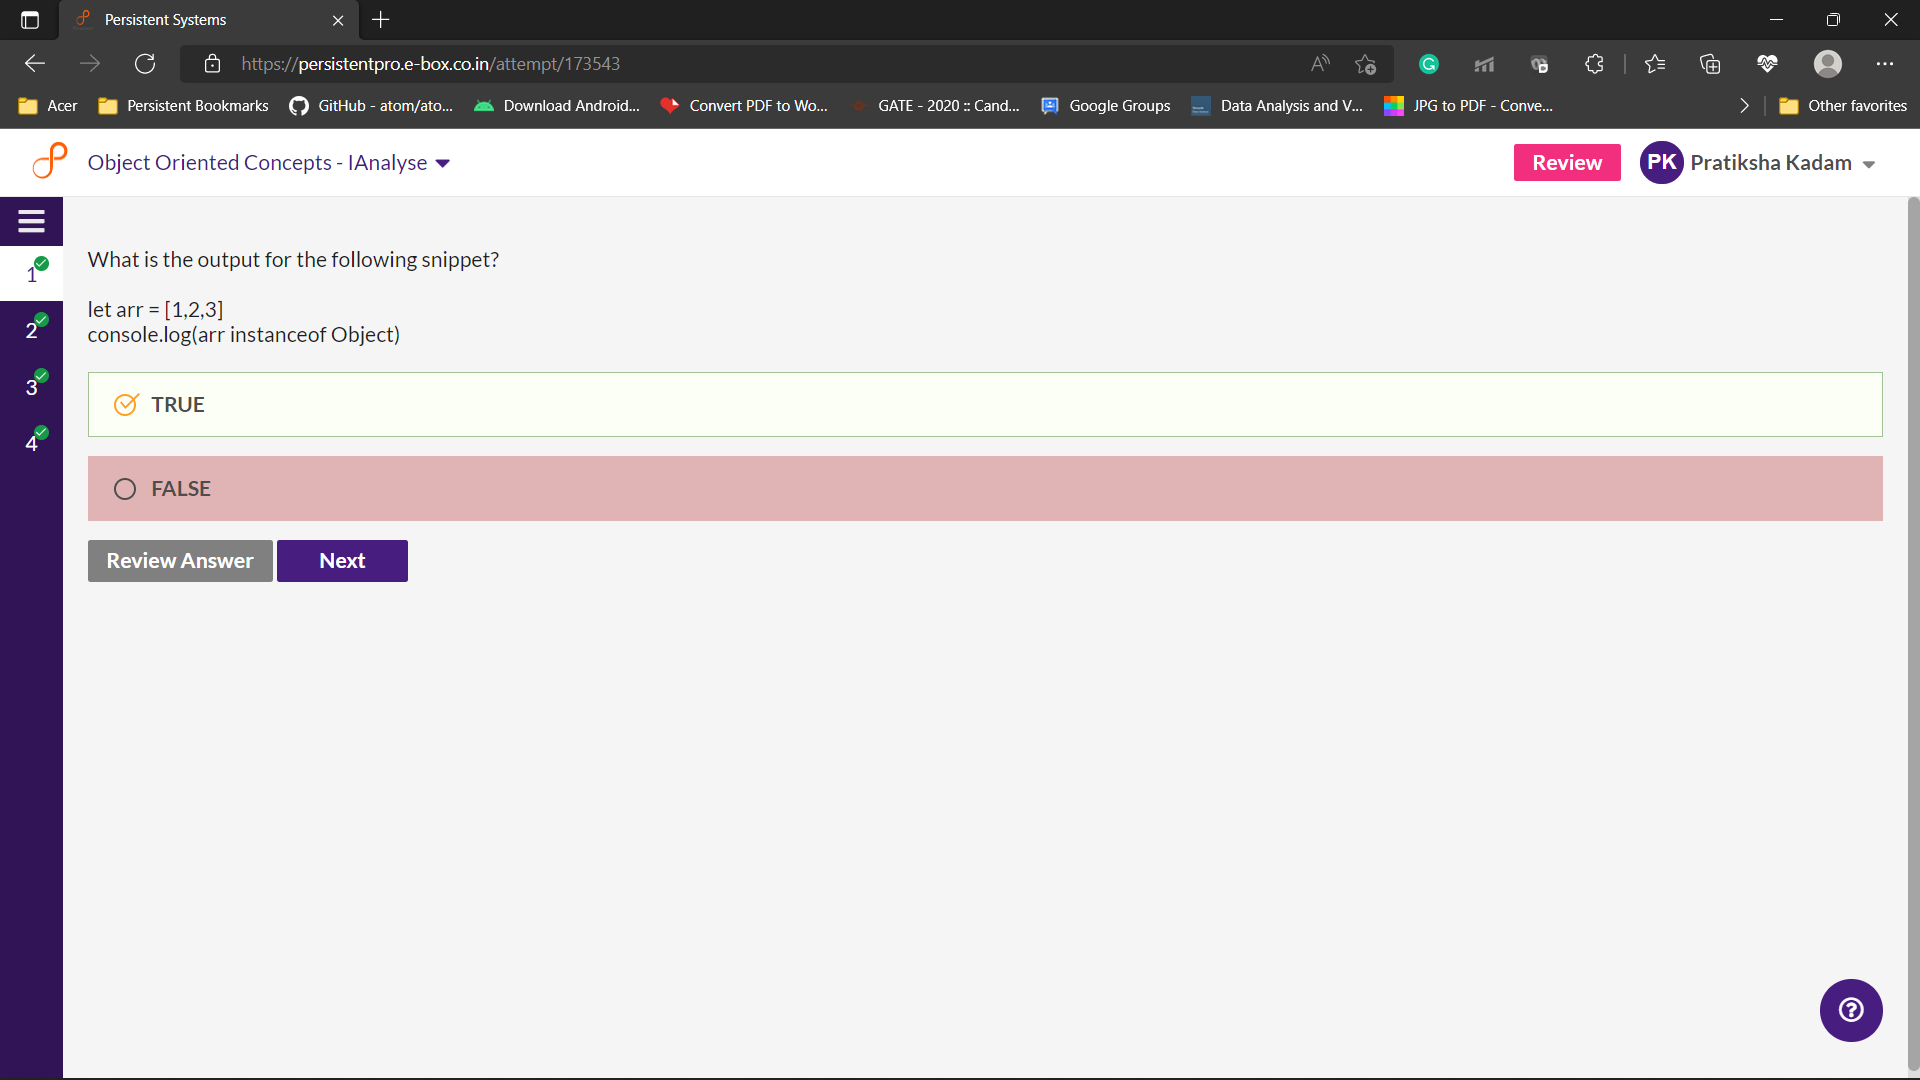 Persistent Systems
https://persistentpro.e-box.co.in/attempt/173543
Acer
Persistent Bookmarks
GitHub - atom/ato...
Download Android...
Convert PDF to Wo...
GATE - 2020 :: Cand...
Google Groups
Data Analysis and V...
JPG to PDF - Conve...
Other favorites
Object Oriented Concepts - IAnalyse
Review
PK
Pratiksha Kadam
1
2
3
4
What is the output for the following snippet?
let arr = [1,2,3]
console.log(arr instanceof Object)
TRUE
FALSE
Review Answer
Next